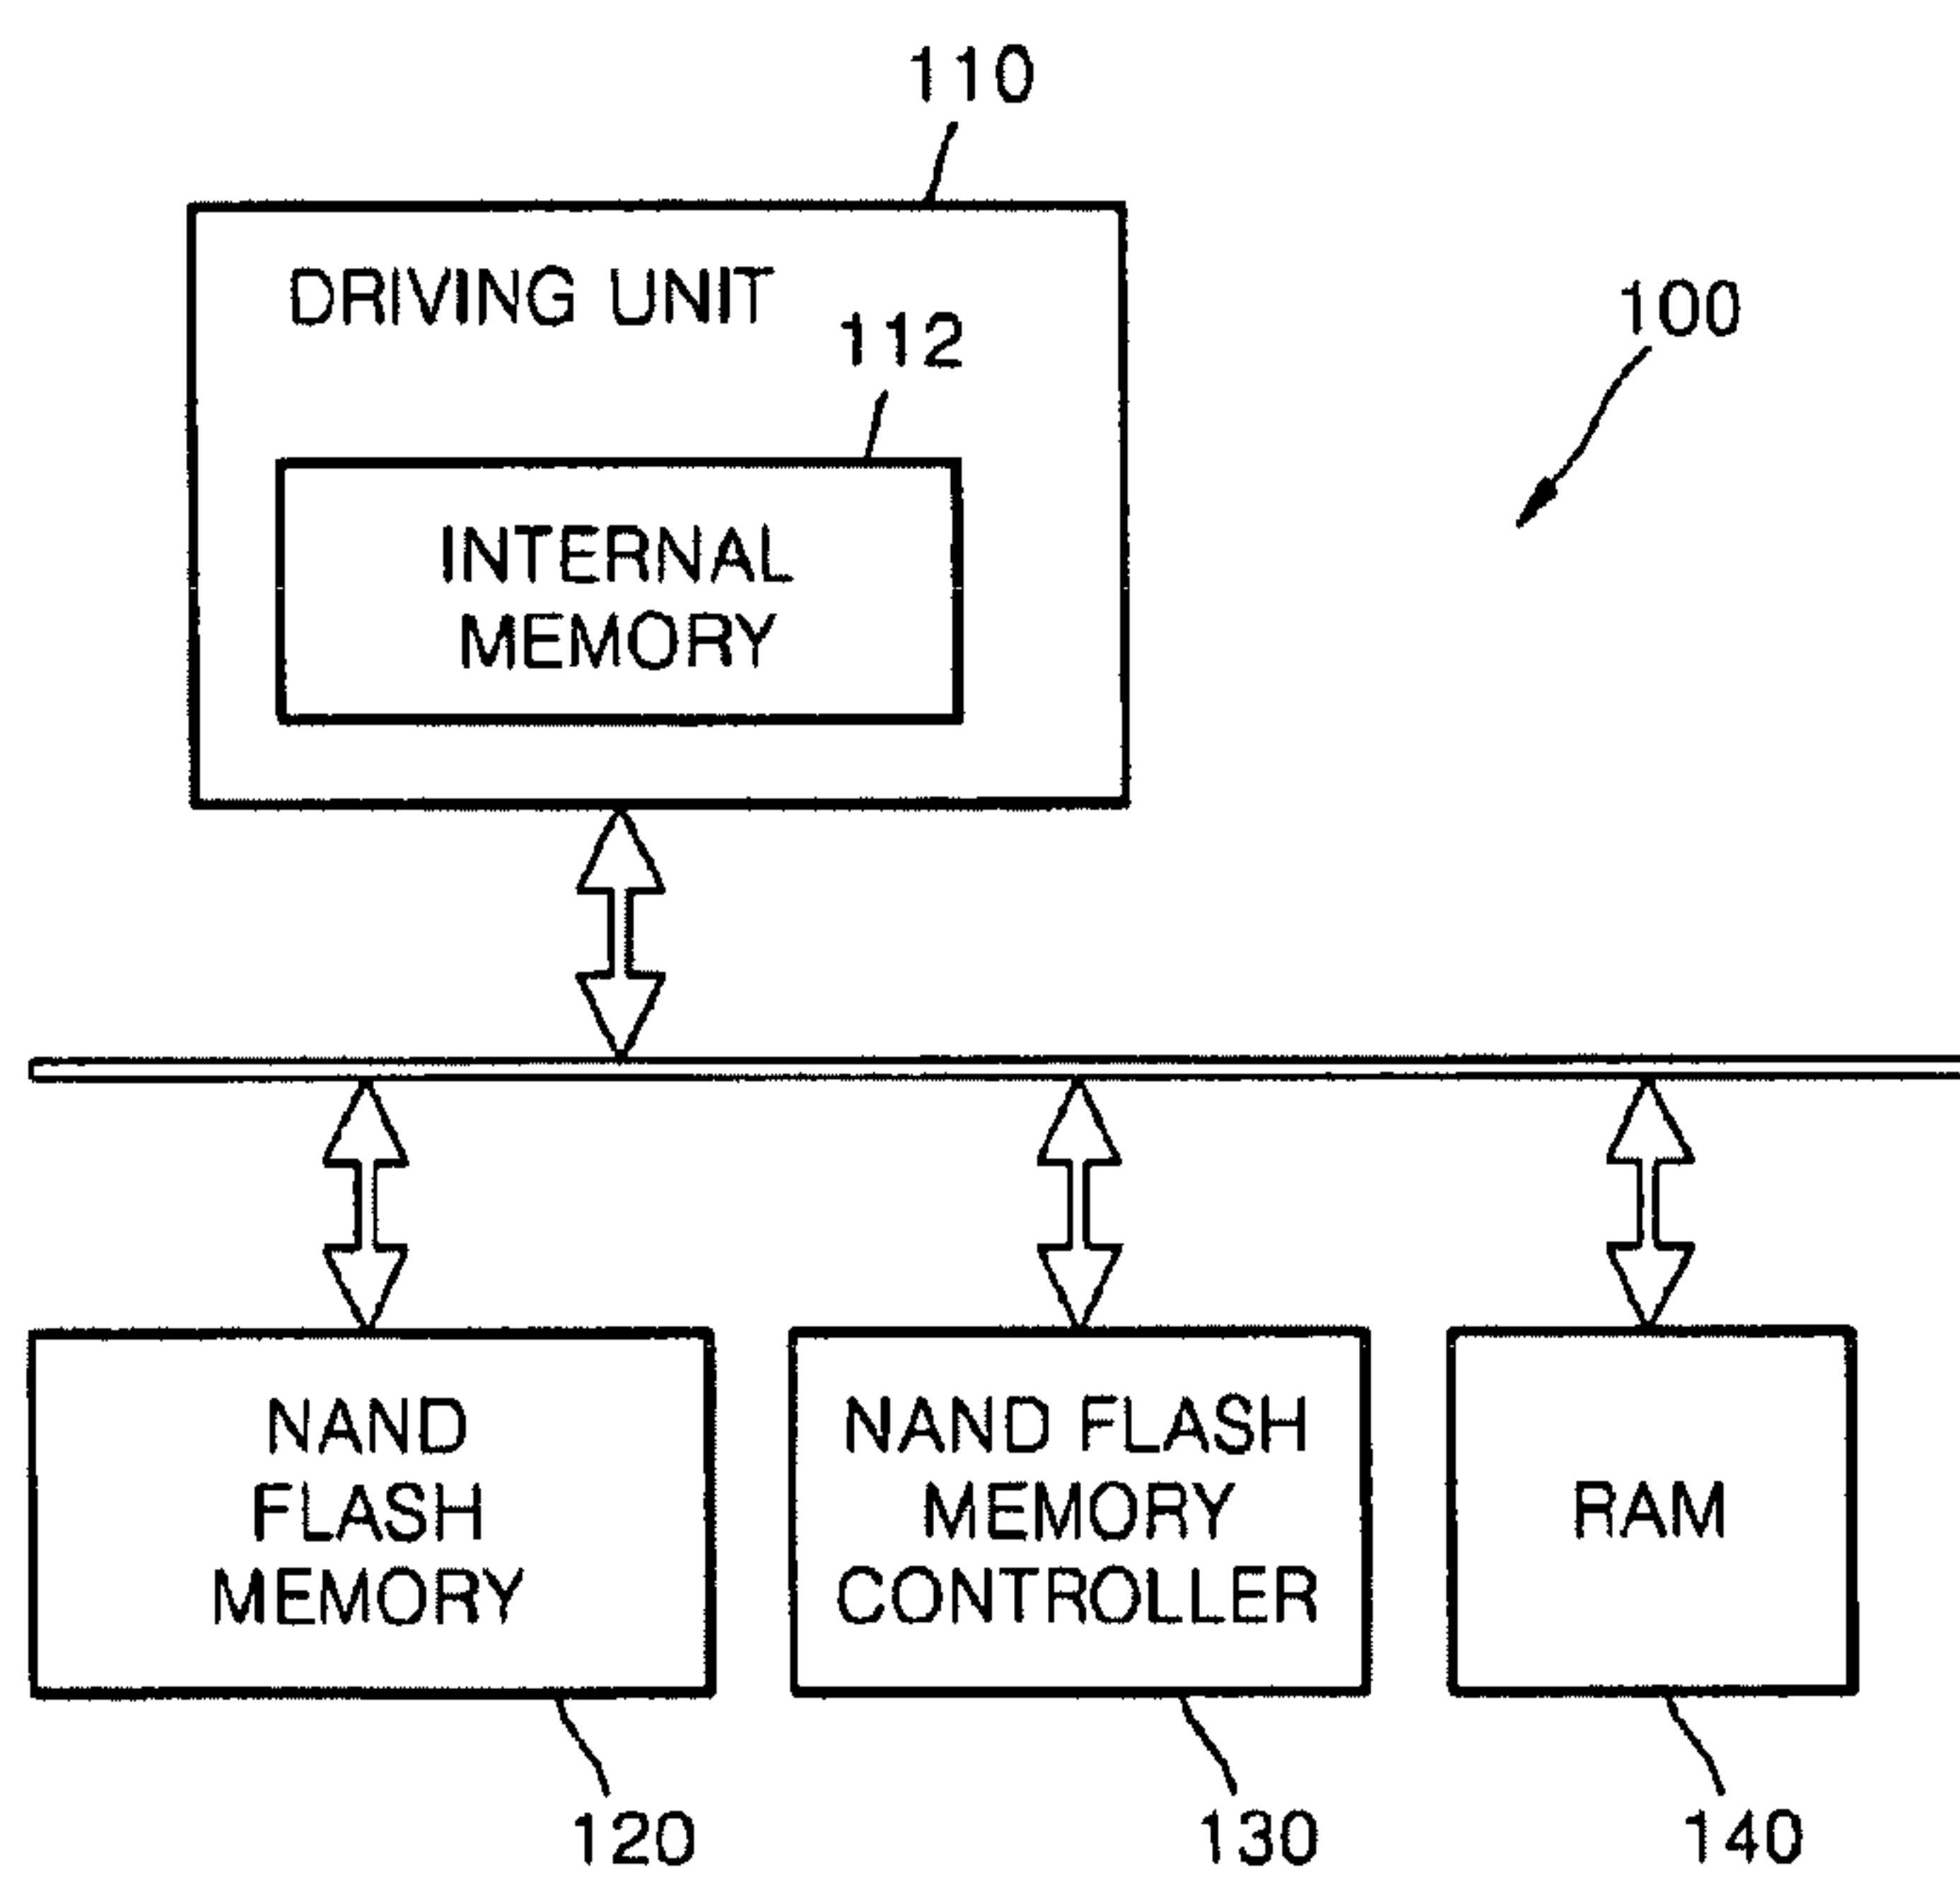 110
DRIVING UNIT
100
112
INTERNAL
MEMORY
NAND
FLASH
MEMORY
NAND FLASH
MEMORY
CONTROLLER
RAM
120
130
140